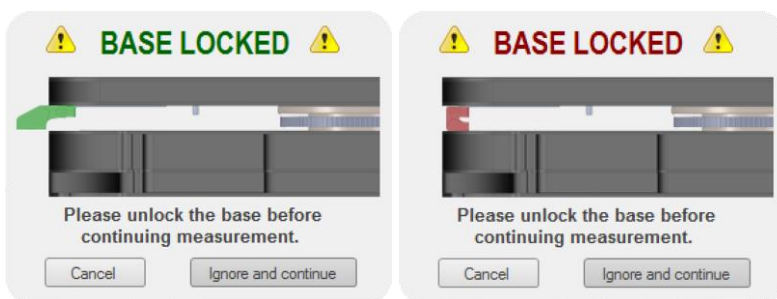 BASE LOCKED
Please unlock the base before
continuing measurement.
Cancel
Ignore and continue
BASE LOCKED
Please unlock the base before
continuing measurement.
Cancel
Ignore and continue